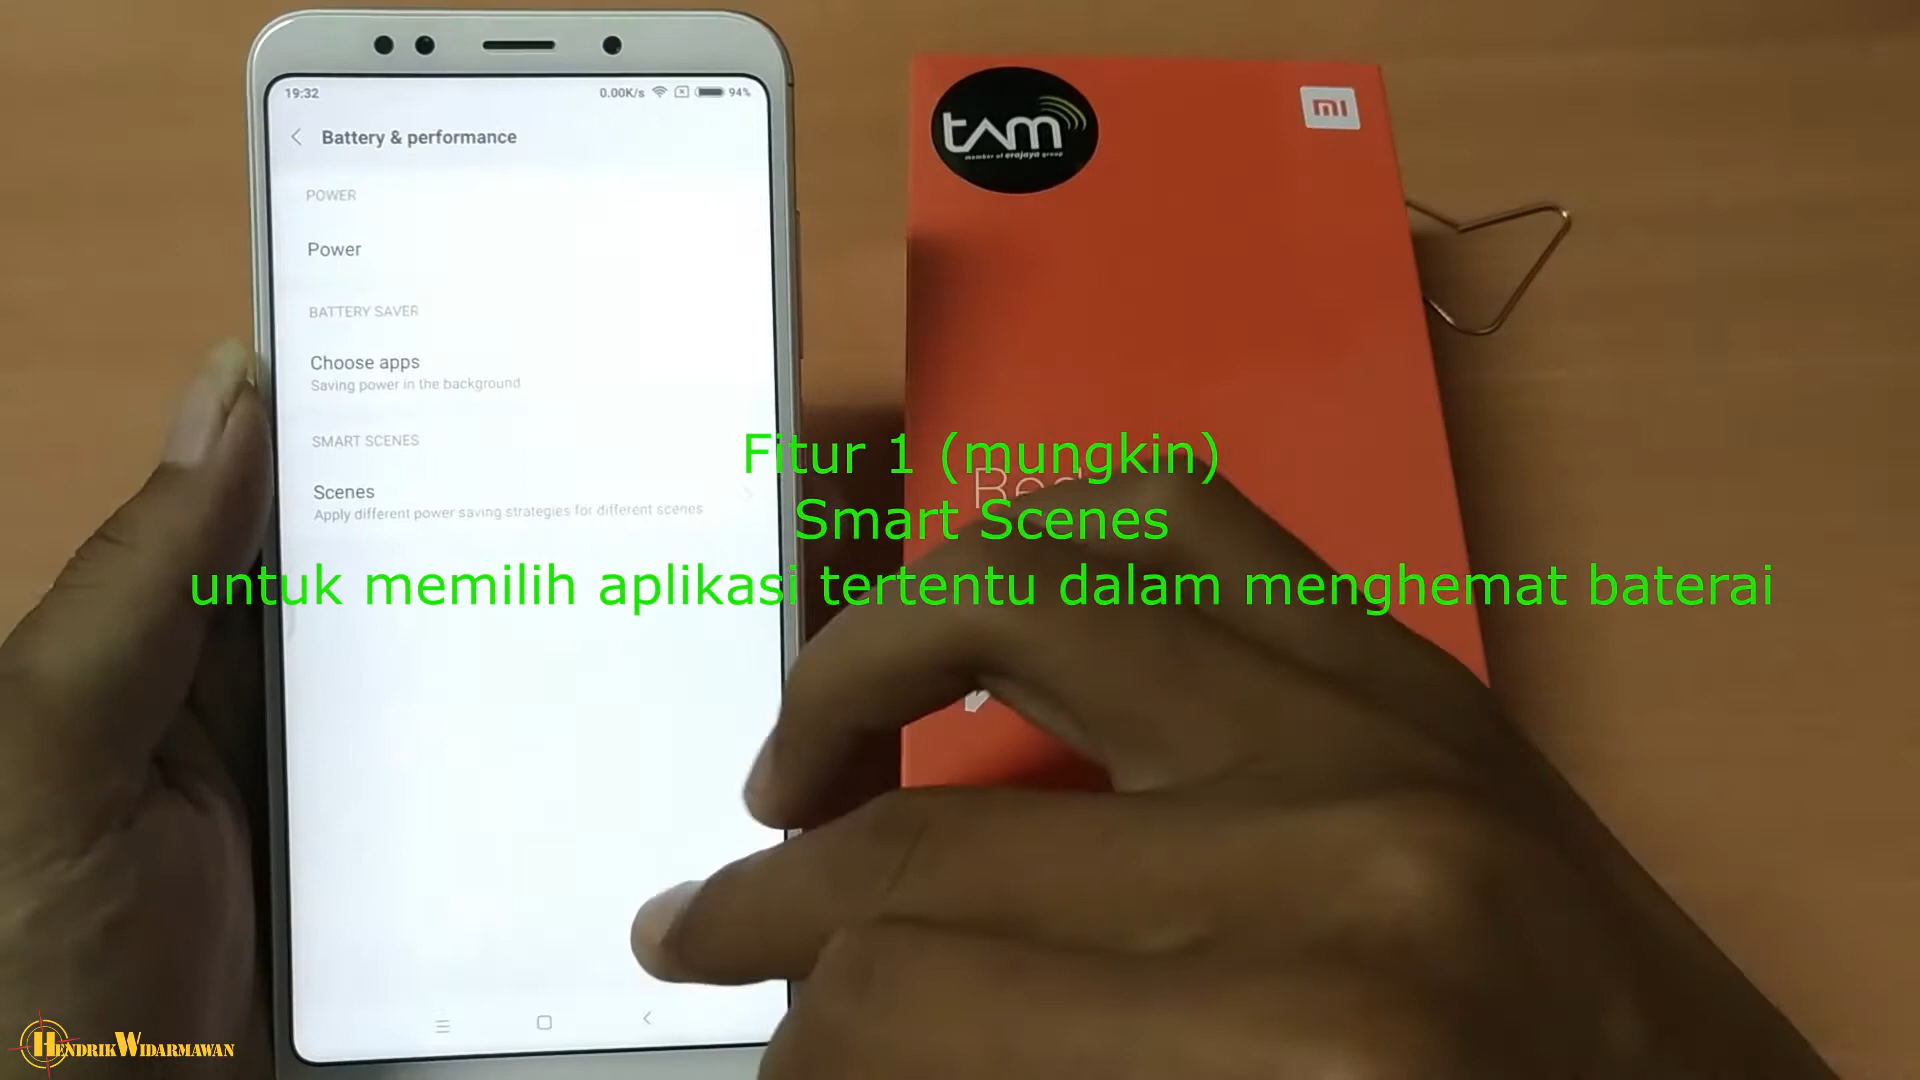 19:32
0.00K/s
94%
Battery & performance
POWER
Power
BATTERY SAVER
Choose apps
Saving power in the background
SMART SCENES
Scenes
Apply different power saving strategies for different scenes
tam
member of erajaya group
mi
Fitur 1 (mungkin)
Smart Scenes
untuk memilih aplikasi tertentu dalam menghemat baterai
HENDRIK WIDARMAWAN